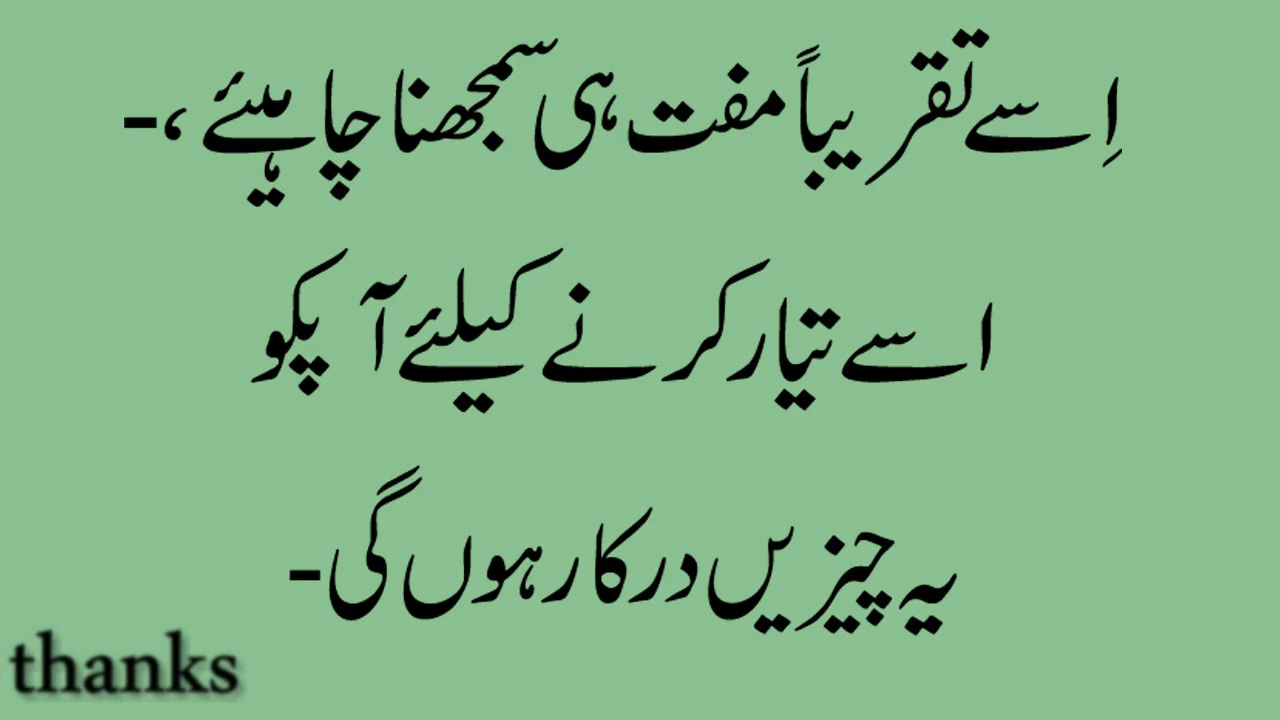 اِسے تقریباً مفت ہی سمجھنا چاہیئے ،-
اسے تیار کرنے کیلئے آپکو
یہ چیزیں درکار ہوں گی-
thanks